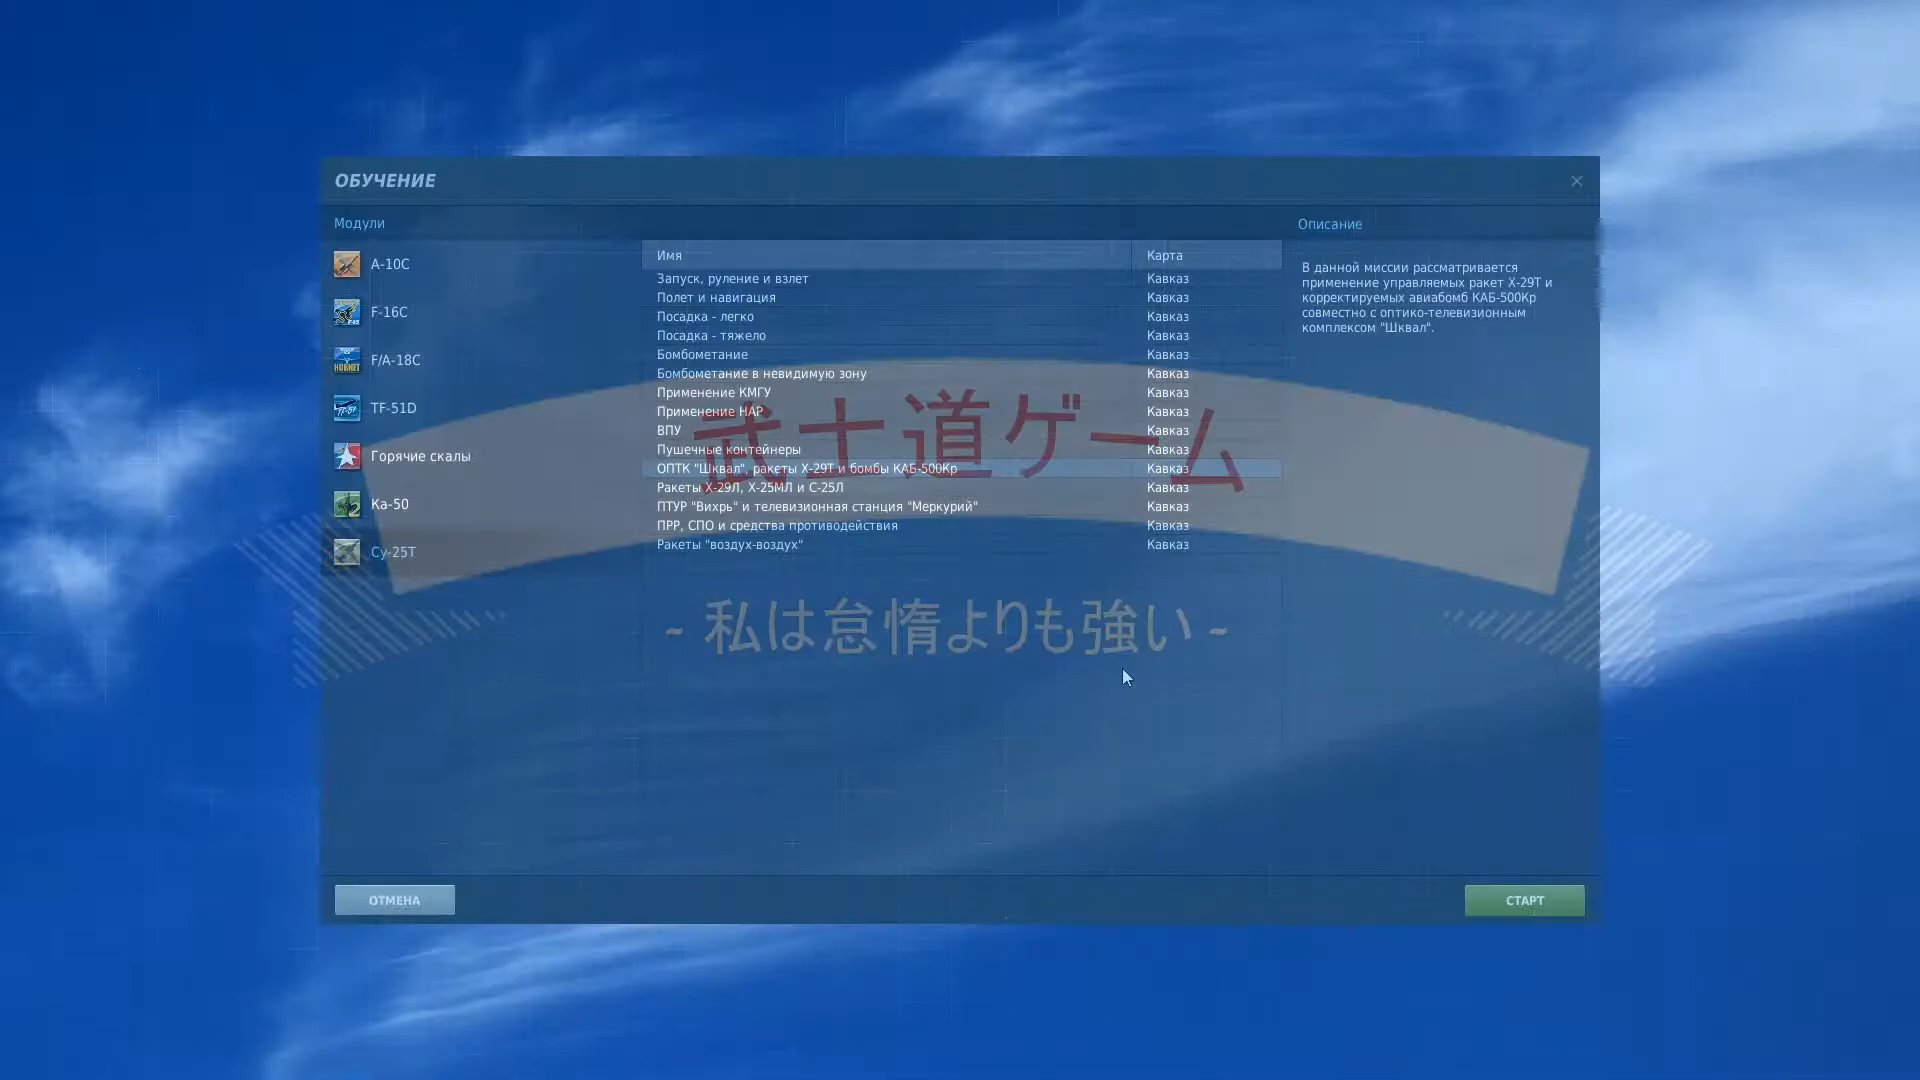 ОБУЧЕНИЕ
Модули
Описание
A-10C
F-16C
F/A-18C
TF-51D
Горячие скалы
Ка-50
Су-25Т
Имя Карта
Запуск, руление и взлет Кавказ
Полет и навигация Кавказ
Посадка - легко Кавказ
Посадка - тяжело Кавказ
Бомбометание Кавказ
Бомбометание в невидимую зону Кавказ
Применение КМГУ Кавказ
Применение НАР Кавказ
ВПУ Кавказ
Пушечные контейнеры Кавказ
ОПТК "Шквал", ракеты Х-29Т и бомбы КАБ-500Кр Кавказ
Ракеты Х-29Л, Х-25МЛ и С-25Л Кавказ
ПТУР "Вихрь" и телевизионная станция "Меркурий" Кавказ
ПРР, СПО и средства противодействия Кавказ
Ракеты "воздух-воздух" Кавказ
В данной миссии рассматривается
применение управляемых ракет Х-29Т и
корректируемых авиабомб КАБ-500Кр
совместно с оптико-телевизионным
комплексом "Шквал".
武士道ゲーム
- 私は怠惰よりも強い -
ОТМЕНА
СТАРТ